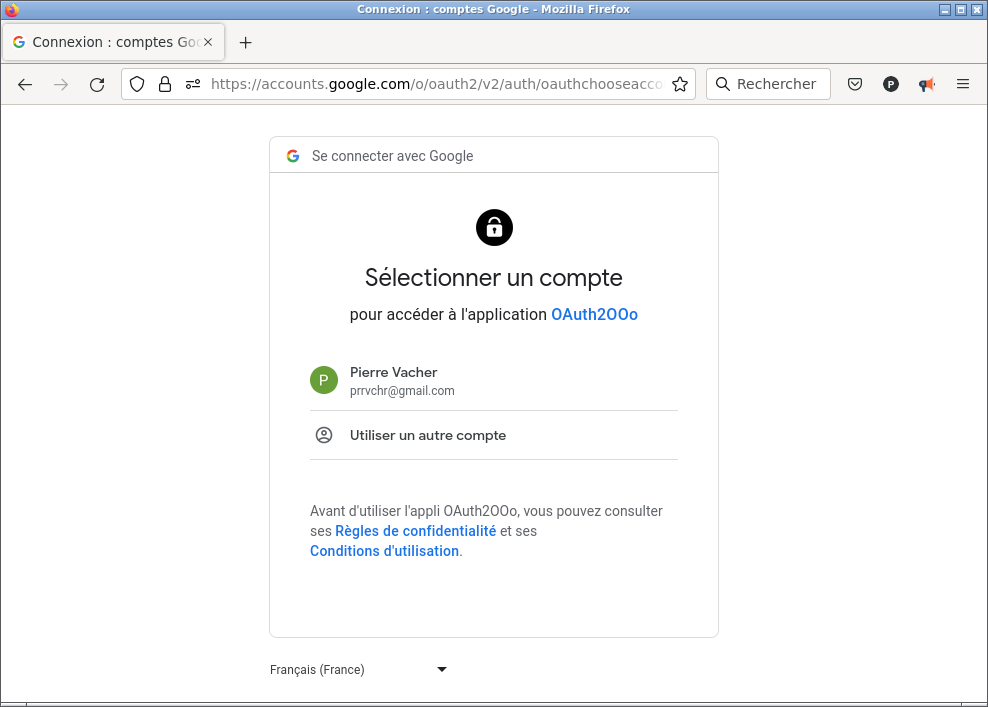 Connexion : comptes Google - Mozilla Firefox
Connexion : comptes Goo
https://accounts.google.com/o/oauth2/v2/auth/oauthchooseacco
Rechercher
P
Se connecter avec Google
Sélectionner un compte
pour accéder à l'application OAuth2OOo
P
Pierre Vacher
prrvchr@gmail.com
Utiliser un autre compte
Avant d'utiliser l'appli OAuth2OOo, vous pouvez consulter
ses Règles de confidentialité et ses
Conditions d'utilisation.
Français (France)